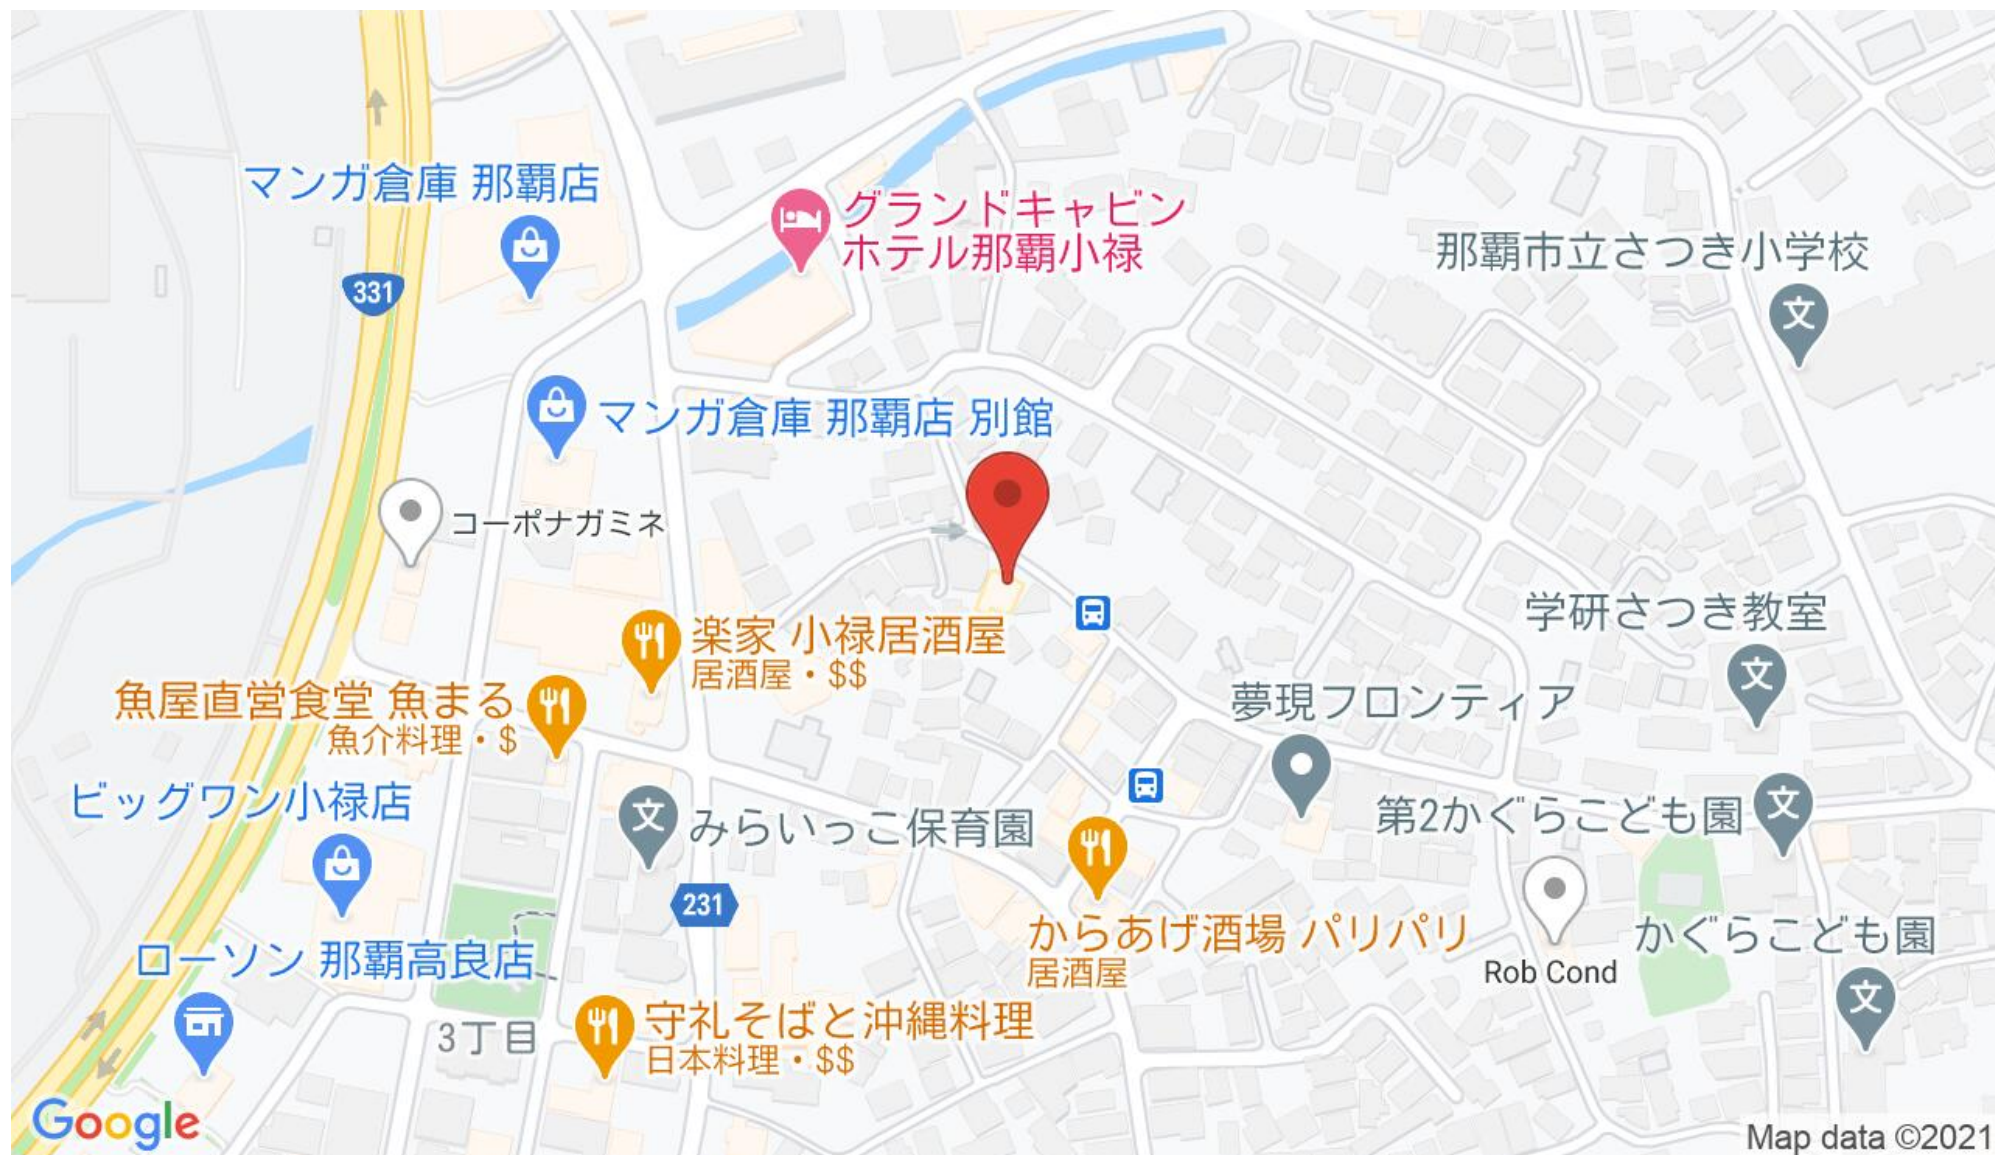 マンガ倉庫 那覇店
グランドキャビン
ホテル那覇小禄
那覇市立さつき小学校
文
331
マンガ倉庫 那覇店 別館
コーポナガミネ
学研さつき教室
文
楽家 小禄居酒屋
居酒屋・$$
魚屋直営食堂 魚まる
魚介料理・$
夢現フロンティア
ビッグワン小禄店
文
みらいっこ保育園
第2かぐらこども園
文
231
からあげ酒場 パリパリ
居酒屋
Rob Cond
かぐらこども園
文
ローソン 那覇高良店
3丁目
守礼そばと沖縄料理
日本料理・$$
Google
Map data ©2021